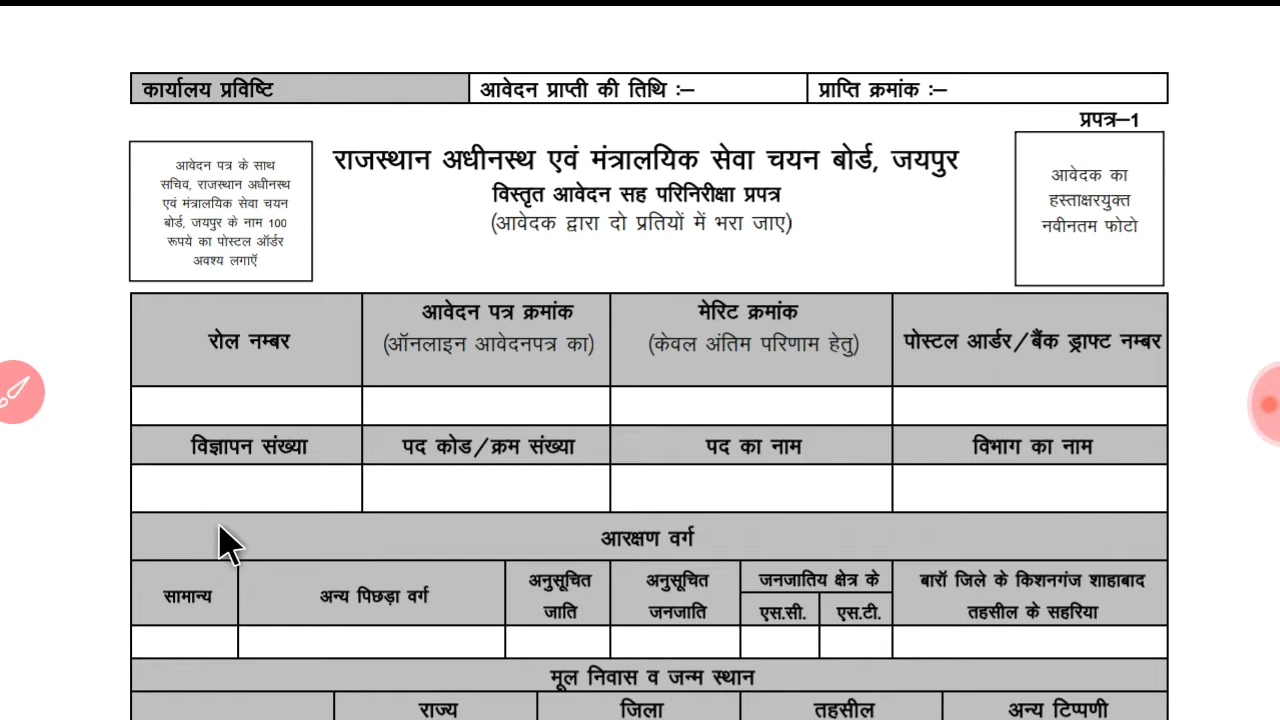 कार्यालय प्रविष्टि
आवेदन प्राप्ती की तिथि :–
प्राप्ति क्रमांक :–
प्रपत्र–1
आवेदन पत्र के साथ
सचिव, राजस्थान अधीनस्थ
एवं मंत्रालयिक सेवा चयन
बोर्ड, जयपुर के नाम 100
रूपये का पोस्टल ऑर्डर
अवश्य लगाऍं
राजस्थान अधीनस्थ एवं मंत्रालयिक सेवा चयन बोर्ड, जयपुर
विस्तृत आवेदन सह परिनिरीक्षा प्रपत्र
(आवेदक द्वारा दो प्रतियों में भरा जाए)
आवेदक का
हस्ताक्षरयुक्त
नवीनतम फोटो
रोल नम्बर
आवेदन पत्र क्रमांक
(ऑनलाइन आवेदनपत्र का)
मेरिट क्रमांक
(केवल अंतिम परिणाम हेतु)
पोस्टल आर्डर/बैंक ड्राफ्ट नम्बर
विज्ञापन संख्या
पद कोड/क्रम संख्या
पद का नाम
विभाग का नाम
आरक्षण वर्ग
सामान्य
अन्य पिछड़ा वर्ग
अनुसूचित
जाति
अनुसूचित
जनजाति
जनजातिय क्षेत्र के
एस.सी.
एस.टी.
बारॉ जिले के किशनगंज शाहाबाद
तहसील के सहरिया
मूल निवास व जन्म स्थान
राज्य
जिला
तहसील
अन्य टिप्पणी